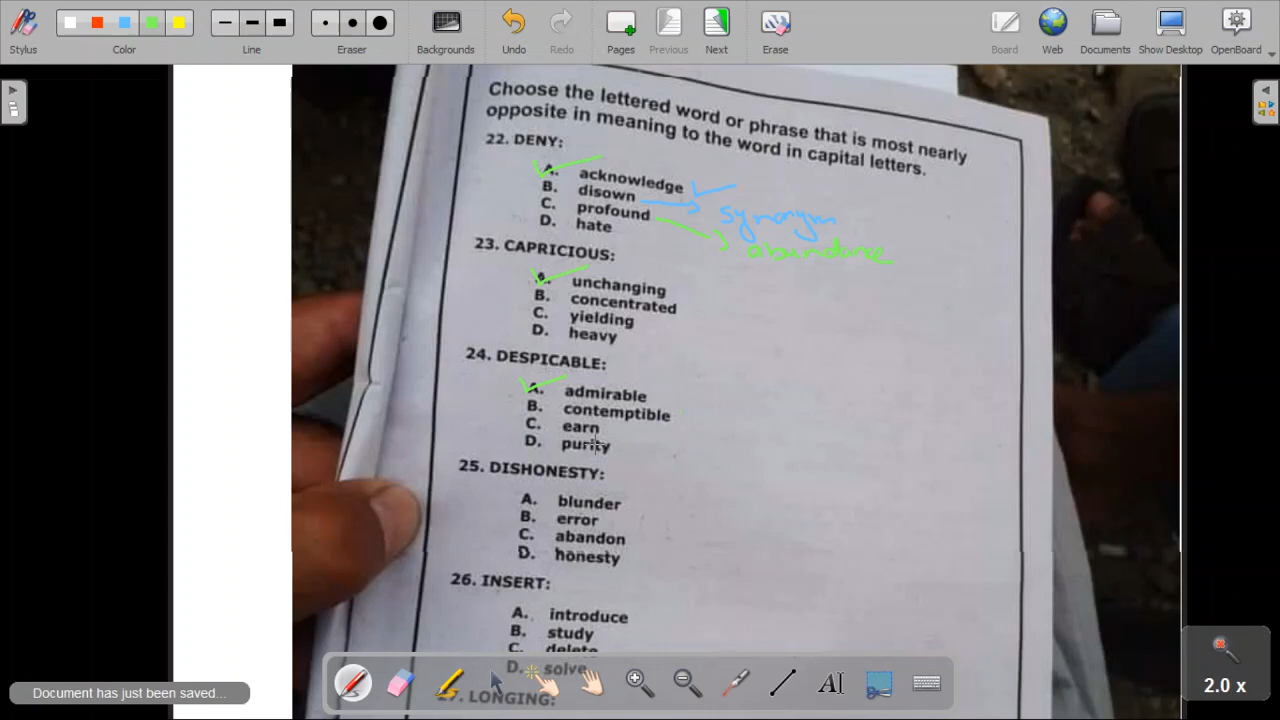 Stylus
Color
Line
Eraser
Backgrounds
Undo
Redo
Pages
Previous
Next
Erase
Board
Web
Documents
Show Desktop
OpenBoard
Choose the lettered word or phrase that is most nearly
opposite in meaning to the word in capital letters.
22. DENY:
A. acknowledge
B. disown synonym
C. profound abundance
D. hate
23. CAPRICIOUS:
A. unchanging
B. concentrated
C. yielding
D. heavy
24. DESPICABLE:
A. admirable
B. contemptible
C. earn
D. purity
25. DISHONESTY:
A. blunder
B. error
C. abandon
D. honesty
26. INSERT:
A. introduce
B. study
C. delete
D. solve
27. LONGING:
Document has just been saved...
2.0 x